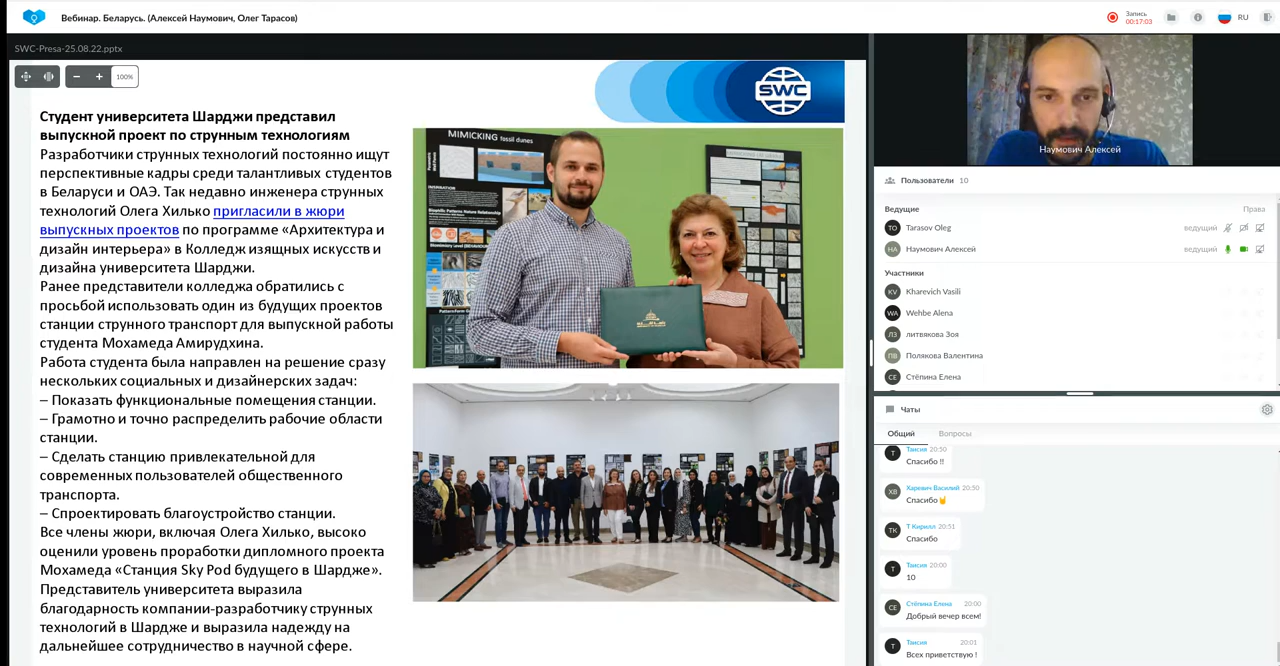 Вебинар. Беларусь. (Алексей Наумович, Олег Тарасов)
Запись
00:17:03
RU
SWC-Presa-25.08.22.pptx
100%
SWC
Студент университета Шарджи представил
выпускной проект по струнным технологиям
Разработчики струнных технологий постоянно ищут
перспективные кадры среди талантливых студентов
в Беларуси и ОАЭ. Так недавно инженера струнных
технологий Олега Хилько пригласили в жюри
выпускных проектов по программе «Архитектура и
дизайн интерьера» в Колледж изящных искусств и
дизайна университета Шарджи.
Ранее представители колледжа обратились с
просьбой использовать один из будущих проектов
станции струнного транспорт для выпускной работы
студента Мохамеда Амирудхина.
Работа студента была направлен на решение сразу
нескольких социальных и дизайнерских задач:
– Показать функциональные помещения станции.
– Грамотно и точно распределить рабочие области
станции.
– Сделать станцию привлекательной для
современных пользователей общественного
транспорта.
– Спроектировать благоустройство станции.
Все члены жюри, включая Олега Хилько, высоко
оценили уровень проработки дипломного проекта
Мохамеда «Станция Sky Pod будущего в Шардже».
Представитель университета выразила
благодарность компании-разработчику струнных
технологий в Шардже и выразила надежду на
дальнейшее сотрудничество в научной сфере.
MIMICKING fossil dunes
INSPIRATION
Наумович Алексей
Пользователи 10
Ведущие Права
TO Tarasov Oleg ведущий
НА Наумович Алексей ведущий
Участники
KV Kharevich Vasili
WA Wehbe Alena
ЛЗ литвякова Зоя
ПВ Полякова Валентина
СЕ Стёпина Елена
Чаты
Общий Вопросы
Т Таисия 20:50
Спасибо !!
ХВ Харевич Василий 20:50
Спасибо🤘
ТК Т Кирилл 20:51
Спасибо
Т Таисия 20:00
10
СЕ Стёпина Елена 20:00
Добрый вечер всем!
Т Таисия 20:01
Всех приветствую !